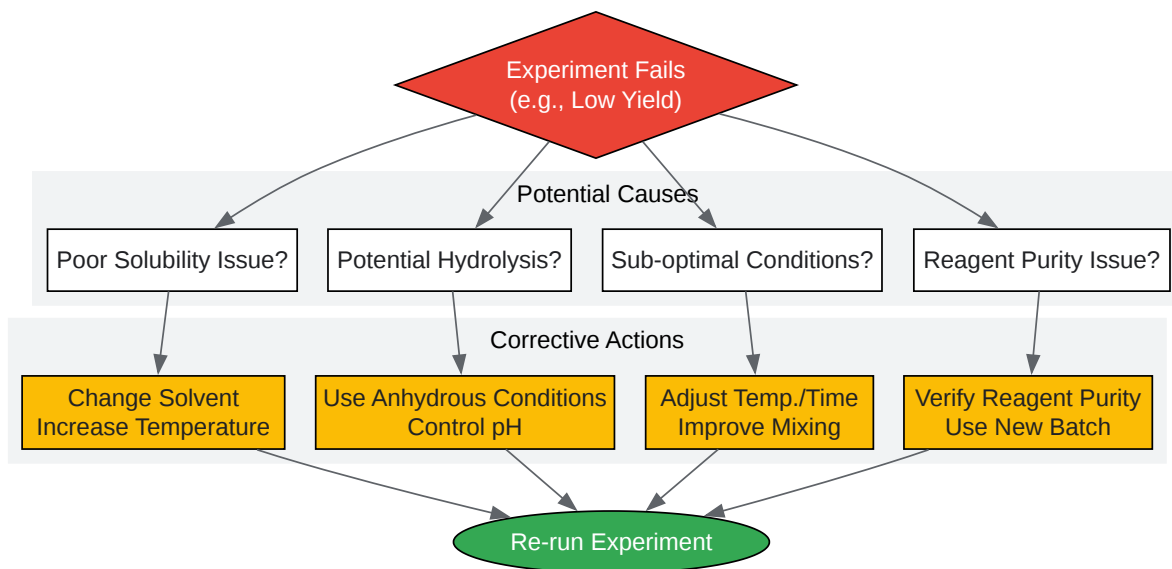 Experiment Fails
(e.g., Low Yield)
Potential Causes
Poor Solubility Issue?
Potential Hydrolysis?
Sub-optimal Conditions?
Reagent Purity Issue?
Corrective Actions
Change Solvent
Increase Temperature
Use Anhydrous Conditions
Control pH
Adjust Temp./Time
Improve Mixing
Verify Reagent Purity
Use New Batch
Re-run Experiment